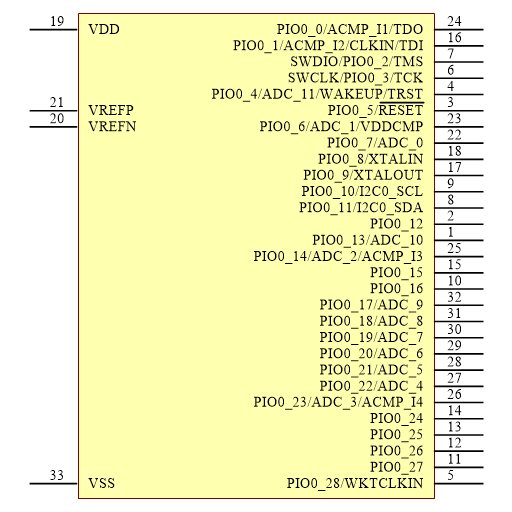 19 VDD PIO0_0/ACMP_I1/TDO 24
PIO0_1/ACMP_I2/CLKIN/TDI 16
SWDIO/PIO0_2/TMS 7
SWCLK/PIO0_3/TCK 6
PIO0_4/ADC_11/WAKEUP/TRST 4
21 VREFP PIO0_5/RESET 3
20 VREFN PIO0_6/ADC_1/VDDCMP 23
PIO0_7/ADC_0 22
PIO0_8/XTALIN 18
PIO0_9/XTALOUT 17
PIO0_10/I2C0_SCL 9
PIO0_11/I2C0_SDA 8
PIO0_12 2
PIO0_13/ADC_10 1
PIO0_14/ADC_2/ACMP_I3 25
PIO0_15 15
PIO0_16 10
PIO0_17/ADC_9 32
PIO0_18/ADC_8 31
PIO0_19/ADC_7 30
PIO0_20/ADC_6 29
PIO0_21/ADC_5 28
PIO0_22/ADC_4 27
PIO0_23/ADC_3/ACMP_I4 26
PIO0_24 14
PIO0_25 13
PIO0_26 12
PIO0_27 11
33 VSS PIO0_28/WKTCLKIN 5